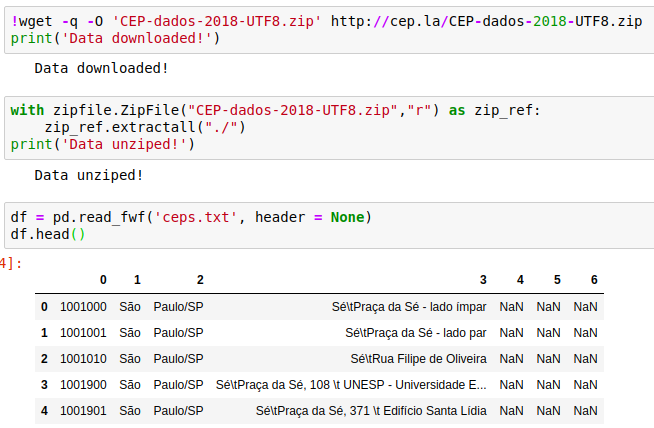 !wget -q -O 'CEP-dados-2018-UTF8.zip' http://cep.la/CEP-dados-2018-UTF8.zip
print('Data downloaded!')
Data downloaded!
with zipfile.ZipFile("CEP-dados-2018-UTF8.zip","r") as zip_ref:
    zip_ref.extractall("./")
print('Data unziped!')
Data unziped!
df = pd.read_fwf('ceps.txt', header = None)
df.head()
4]:
0 1 2 3 4 5 6
0 1001000 São Paulo/SP Sé\tPraça da Sé - lado ímpar NaN NaN NaN
1 1001001 São Paulo/SP Sé\tPraça da Sé - lado par NaN NaN NaN
2 1001010 São Paulo/SP Sé\tRua Filipe de Oliveira NaN NaN NaN
3 1001900 São Paulo/SP Sé\tPraça da Sé, 108 \t UNESP - Universidade E... NaN NaN NaN
4 1001901 São Paulo/SP Sé\tPraça da Sé, 371 \t Edifício Santa Lídia NaN NaN NaN